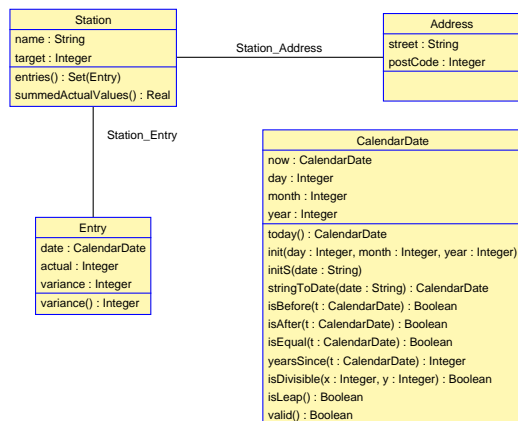 Station
name : String
target : Integer
entries() : Set(Entry)
summedActualValues() : Real
Station_Address
Address
street : String
postCode : Integer
Station_Entry
Entry
date : CalendarDate
actual : Integer
variance : Integer
variance() : Integer
CalendarDate
now : CalendarDate
day : Integer
month : Integer
year : Integer
today() : CalendarDate
init(day : Integer, month : Integer, year : Integer)
initS(date : String)
stringToDate(date : String) : CalendarDate
isBefore(t : CalendarDate) : Boolean
isAfter(t : CalendarDate) : Boolean
isEqual(t : CalendarDate) : Boolean
yearsSince(t : CalendarDate) : Integer
isDivisible(x : Integer, y : Integer) : Boolean
isLeap() : Boolean
valid() : Boolean